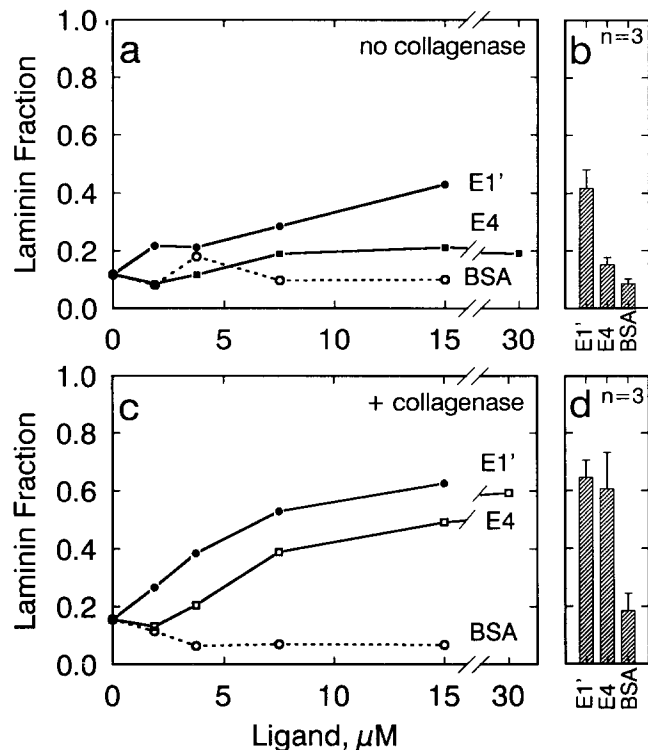 a
no collagenase
1.0
0.8
0.6
0.4
0.2
0.0
Laminin Fraction
E1'
E4
BSA
0
5
10
15
30
b
n=3
E1'
E4
BSA
c
+ collagenase
1.0
0.8
0.6
0.4
0.2
0.0
Laminin Fraction
E1'
E4
BSA
0
5
10
15
30
Ligand, µM
d
n=3
E1'
E4
BSA